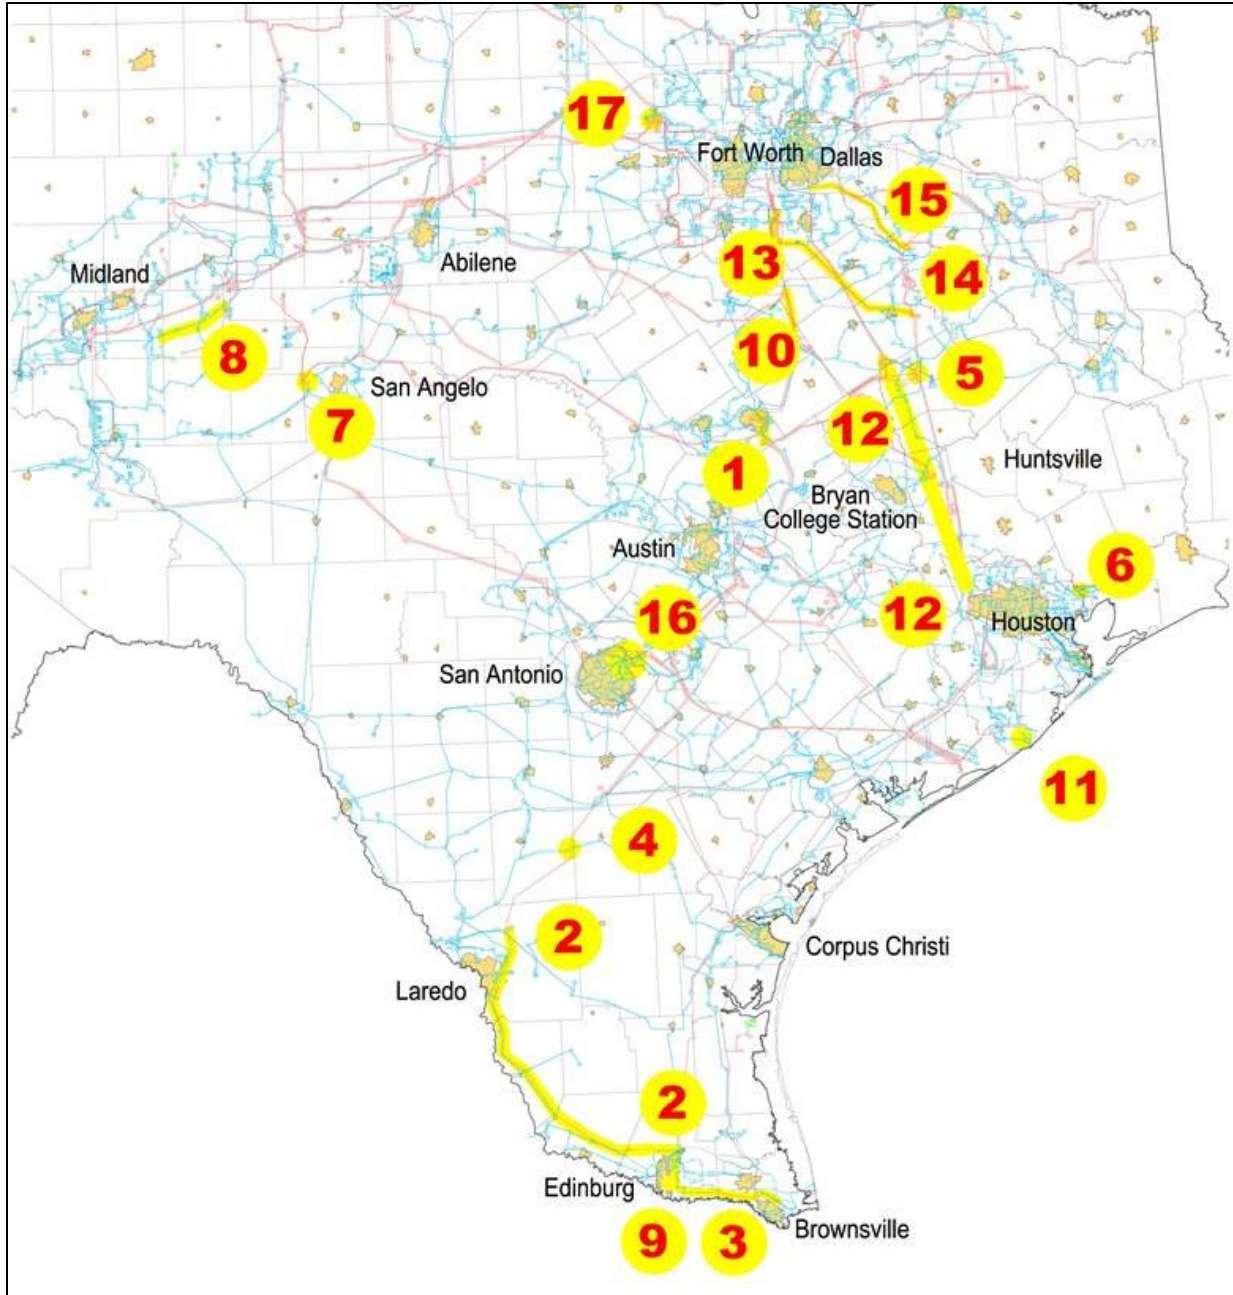 17
Fort Worth
Dallas
15
13
14
Midland
Abilene
8
10
5
San Angelo
7
12
1
Huntsville
Bryan
College Station
Austin
6
16
12
Houston
San Antonio
11
4
2
Corpus Christi
Laredo
2
Edinburg
9
3
Brownsville